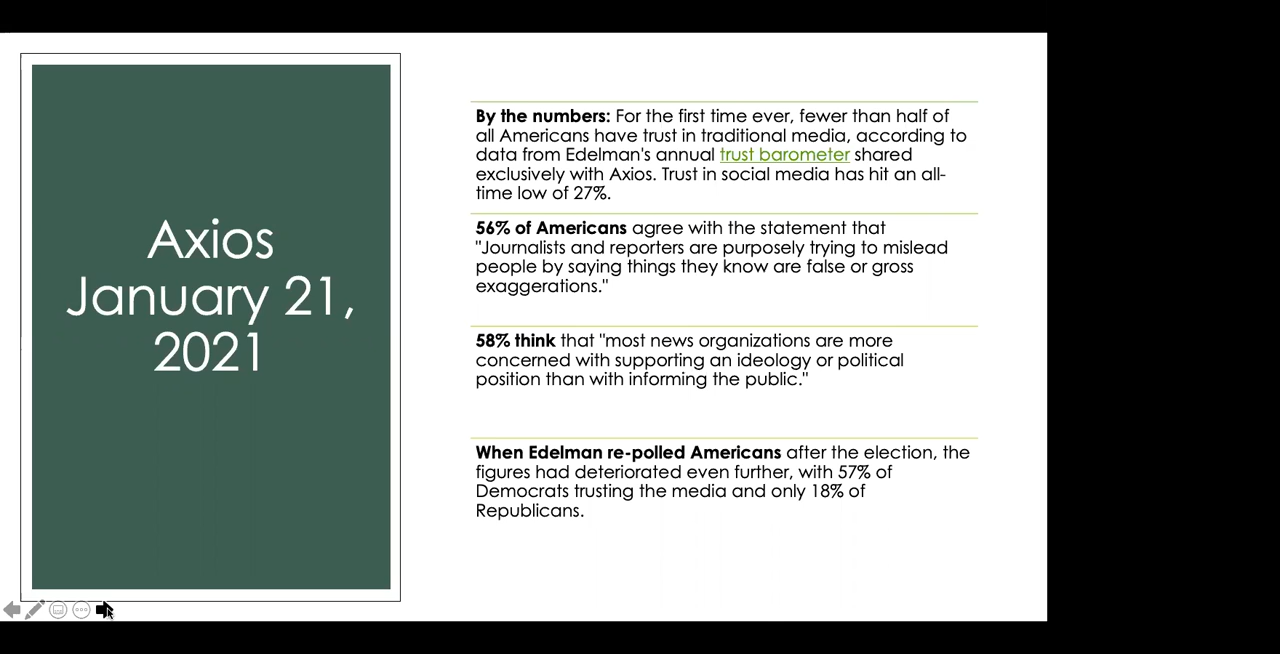 Axios
January 21,
2021
By the numbers: For the first time ever, fewer than half of
all Americans have trust in traditional media, according to
data from Edelman's annual trust barometer shared
exclusively with Axios. Trust in social media has hit an all-
time low of 27%.
56% of Americans agree with the statement that
"Journalists and reporters are purposely trying to mislead
people by saying things they know are false or gross
exaggerations."
58% think that "most news organizations are more
concerned with supporting an ideology or political
position than with informing the public."
When Edelman re-polled Americans after the election, the
figures had deteriorated even further, with 57% of
Democrats trusting the media and only 18% of
Republicans.